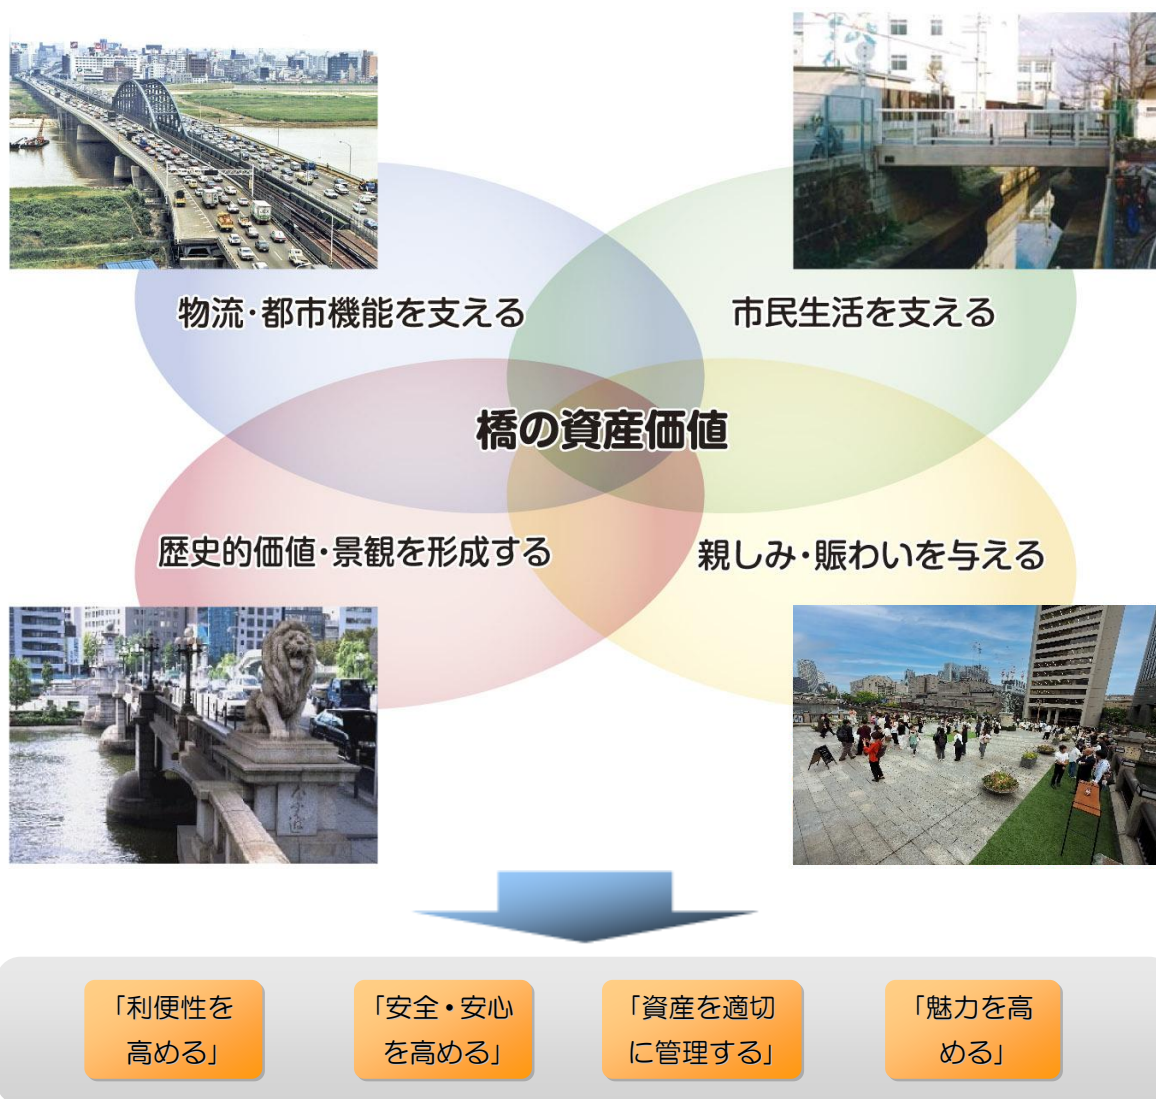 物流・都市機能を支える
市民生活を支える
橋の資産価値
歴史的価値・景観を形成する
親しみ・賑わいを与える
「利便性を
高める」
「安全・安心
を高める」
「資産を適切
に管理する」
「魅力を高
める」